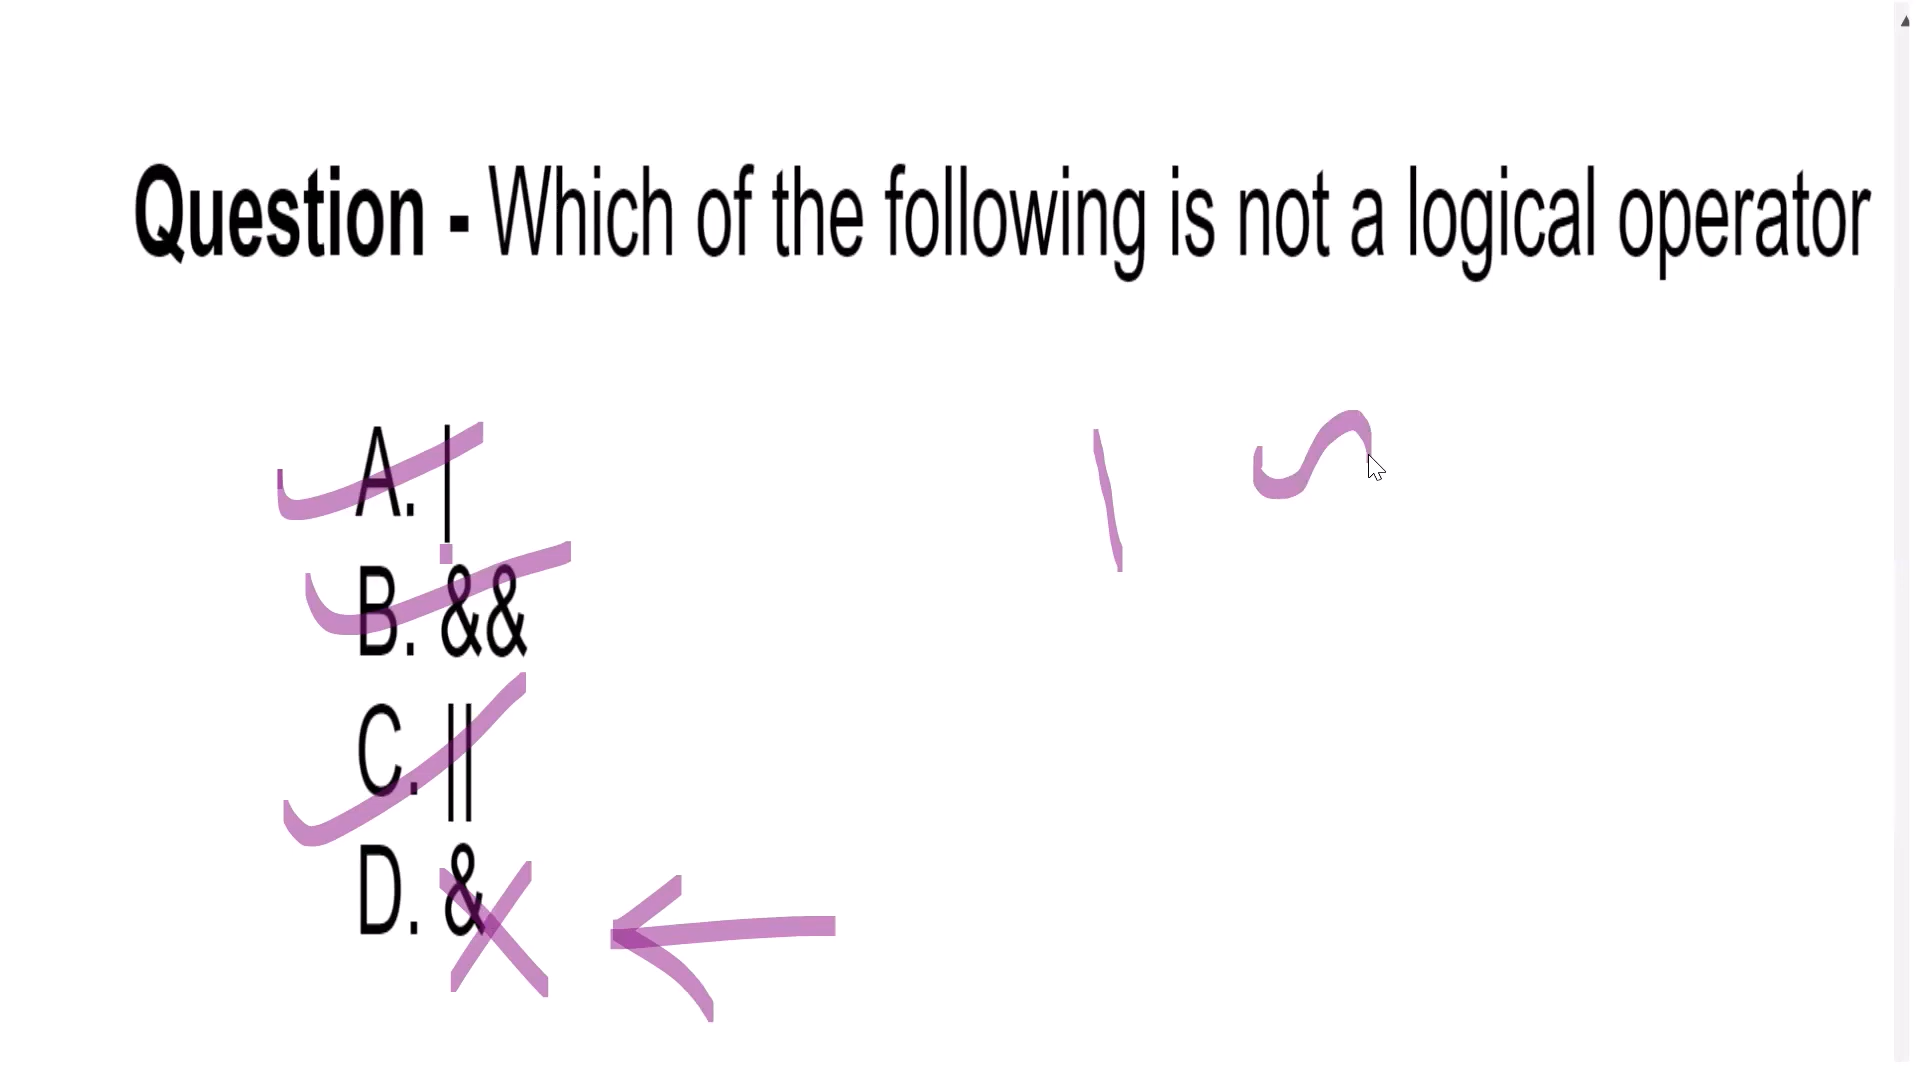 Question - Which of the following is not a logical operator
A. |
B. &&
C. ||
D. &